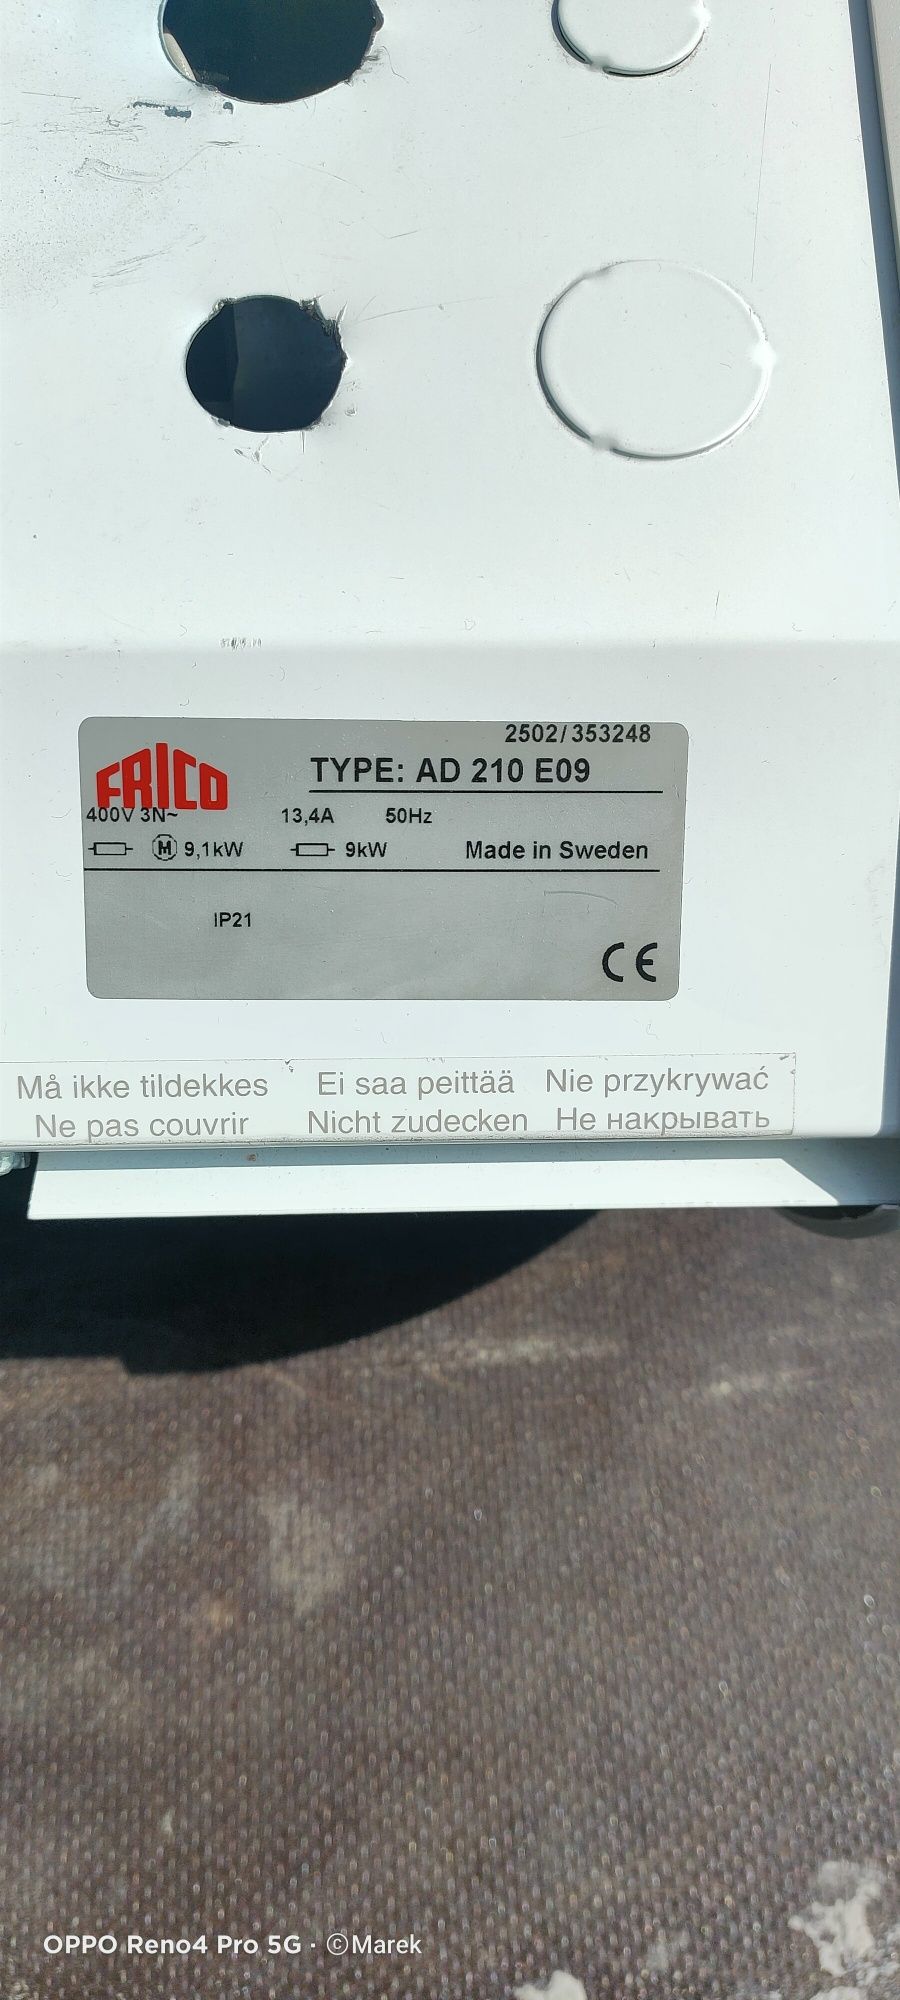 2502/353248
FRICO
TYPE: AD 210 E09
400V 3N~ 13,4A 50Hz
M 9,1kW 9kW Made in Sweden
IP21
CE
Må ikke tildekkes Ei saa peittää Nie przykrywać
Ne pas couvrir Nicht zudecken Не накрывать
OPPO Reno4 Pro 5G · ©Marek